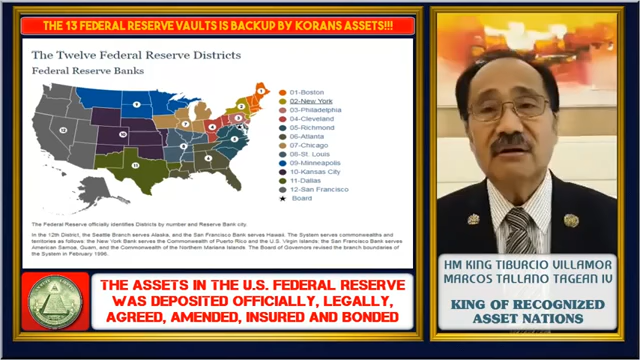 THE 13 FEDERAL RESERVE VAULTS IS BACKUP BY KORANS ASSETS!!!
The Twelve Federal Reserve Districts
Federal Reserve Banks
01-Boston
02-New York
03-Philadelphia
04-Cleveland
05-Richmond
06-Atlanta
07-Chicago
08-St. Louis
09-Minneapolis
10-Kansas City
11-Dallas
12-San Francisco
Board
The Federal Reserve officially identifies Districts by number and Reserve Bank city.
In the 12th District, the Seattle Branch serves Alaska, and the San Francisco Bank serves Hawaii. The System serves commonwealths and
territories as follows: the New York Bank serves the Commonwealth of Puerto Rico and the U.S. Virgin Islands; the San Francisco Bank serves
American Samoa, Guam, and the Commonwealth of the Northern Mariana Islands. The Board of Governors revised the branch boundaries
of the System in February 1996.
THE ASSETS IN THE U.S. FEDERAL RESERVE
WAS DEPOSITED OFFICIALLY, LEGALLY,
AGREED, AMENDED, INSURED AND BONDED
HM KING TIBURCIO VILLAMOR
MARCOS TALLANO TAGEAN IV
KING OF RECOGNIZED
ASSET NATIONS